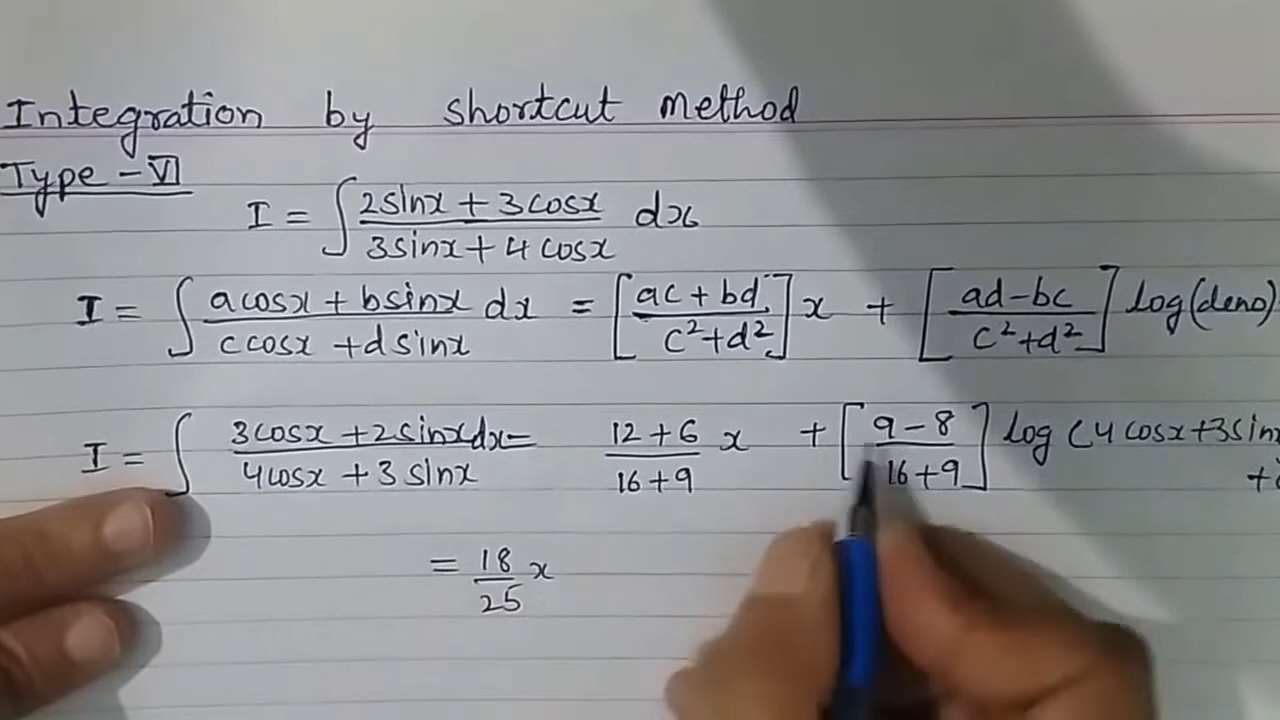 Integration by shortcut method
Type - VI
I = ∫ (2sinx + 3cosx)/(3sinx + 4cosx) dx
I = ∫ (acosx + bsinx)/(ccosx + dsinx) dx = [(ac + bd)/(c² + d²)] x + [(ad - bc)/(c² + d²)] log(deno)
I = ∫ (3cosx + 2sinx)/(4cosx + 3sinx) dx = (12 + 6)/(16 + 9) x + [(9 - 8)/(16 + 9)] log (4cosx + 3sinx
= 18/25 x